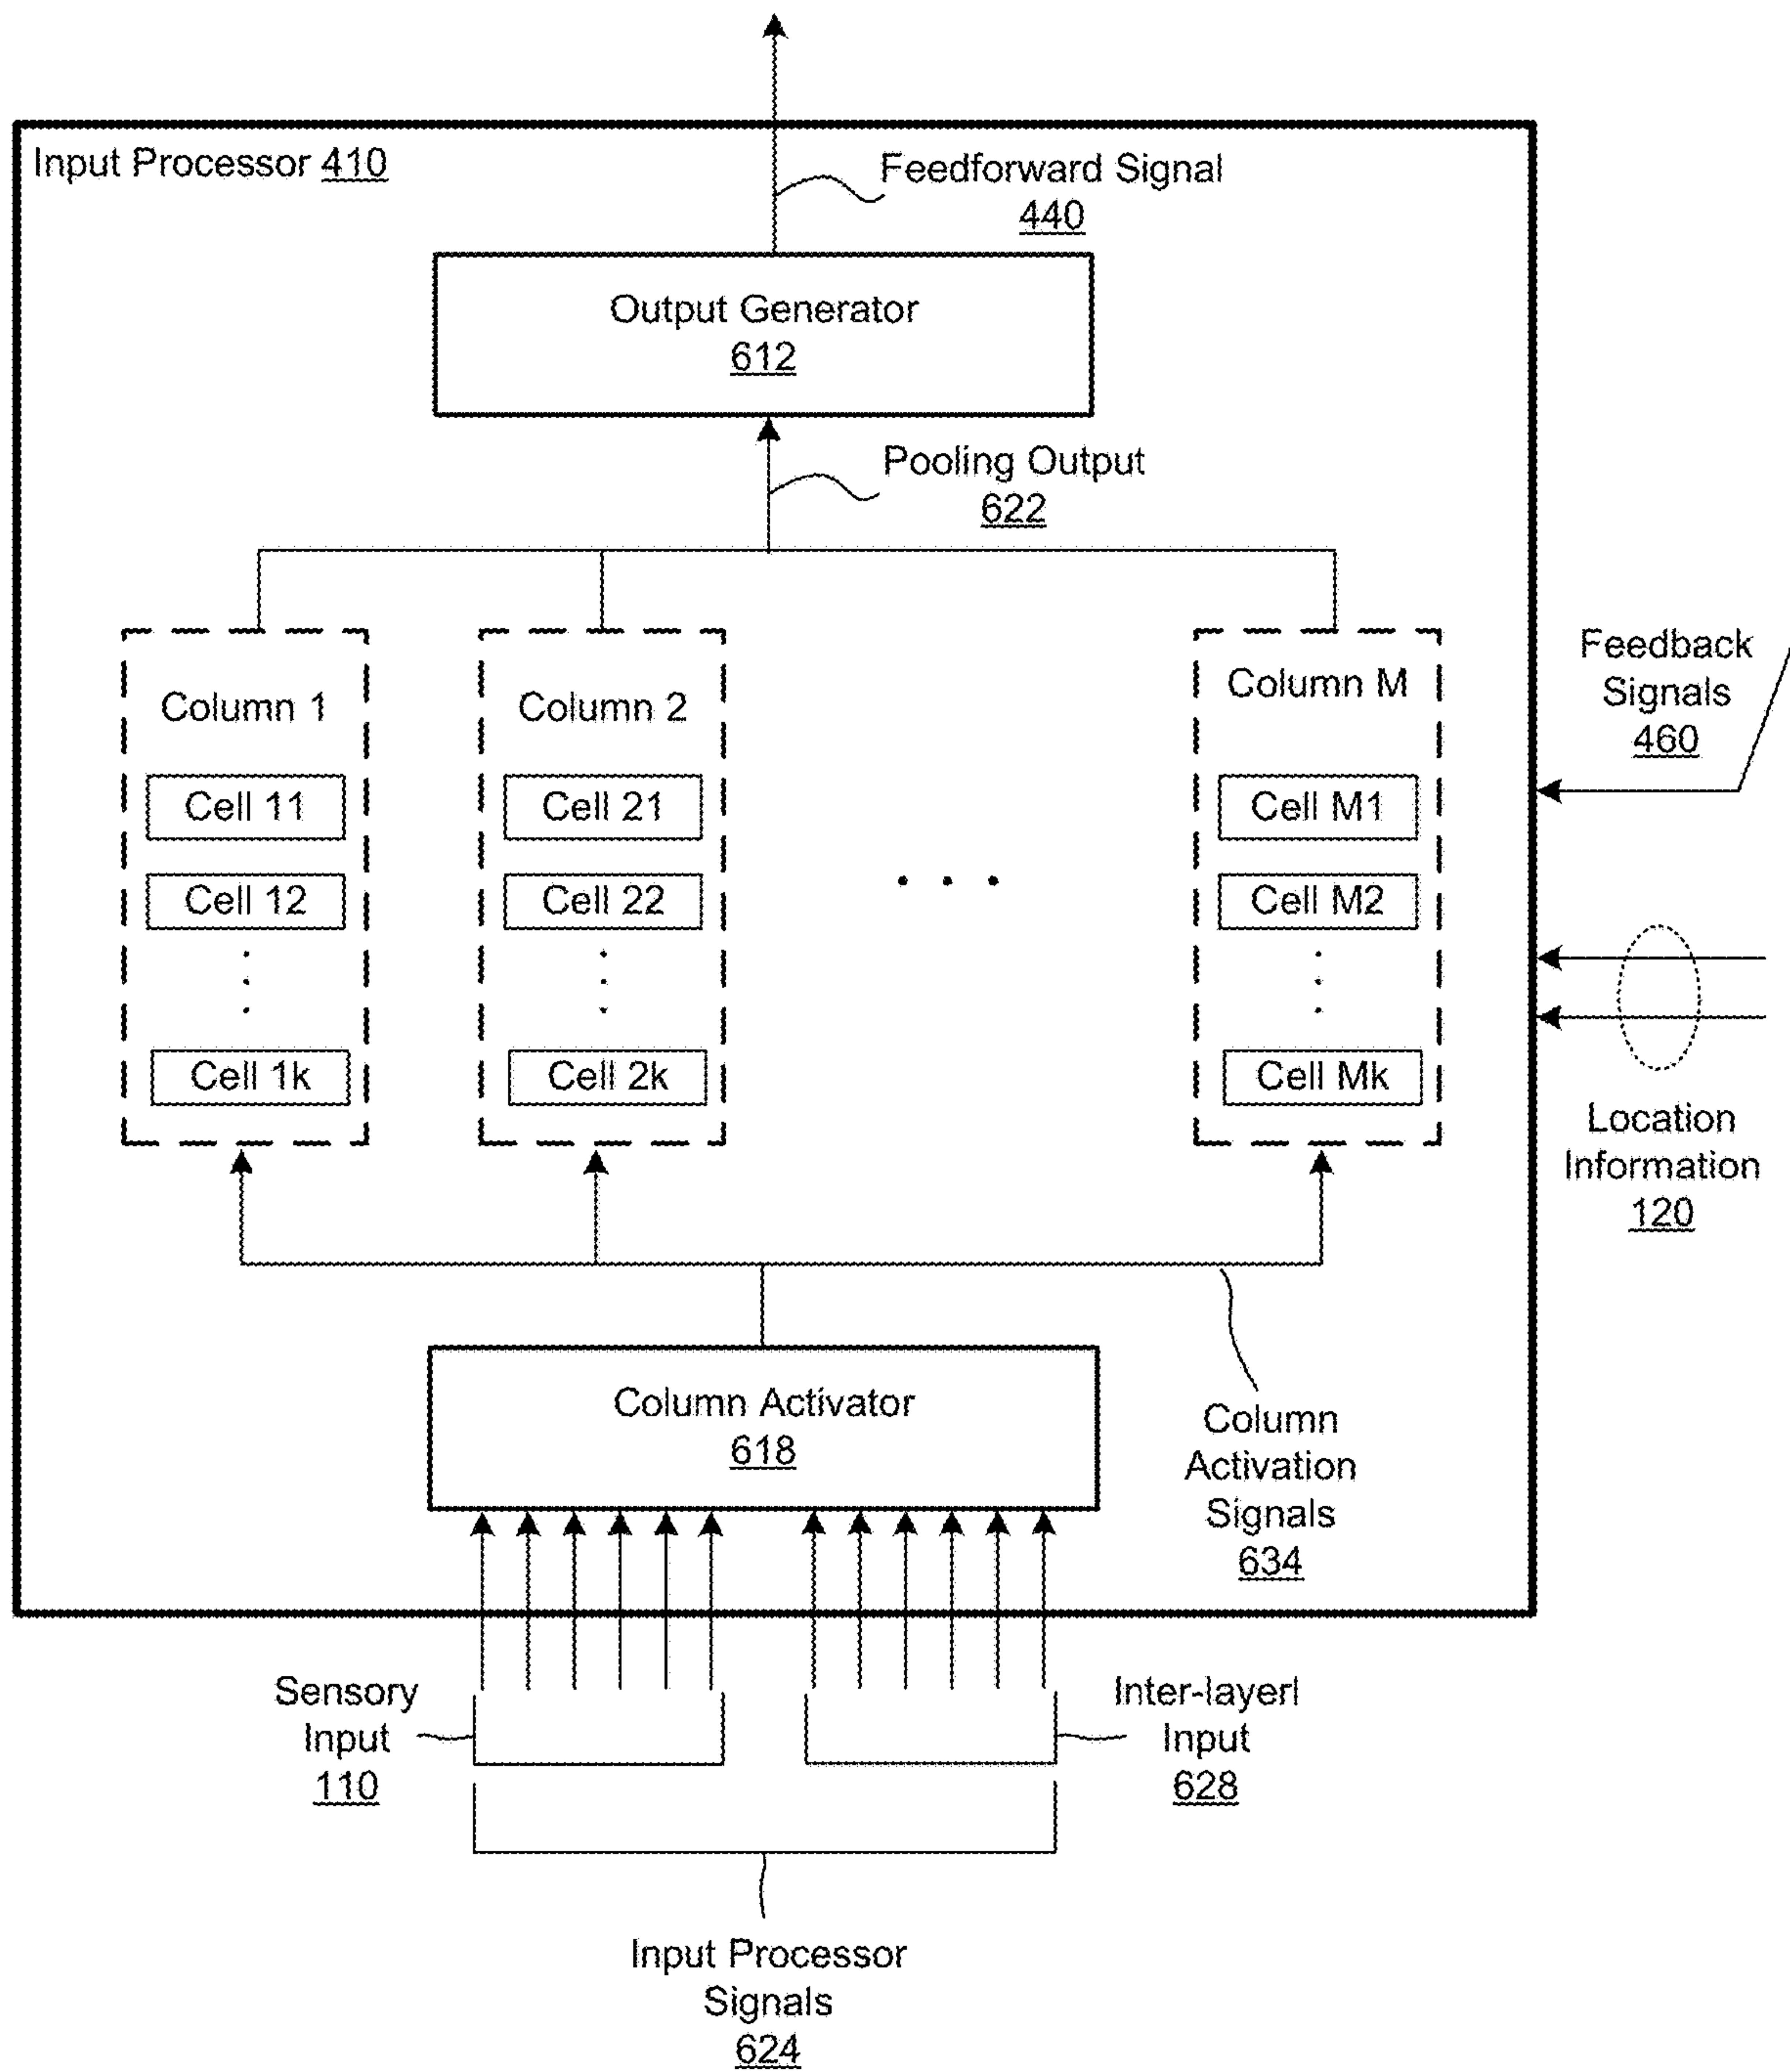 Input Processor 410
Feedforward Signal
440
Output Generator
612
Pooling Output
622
Column 1
Cell 11
Cell 12
Cell 1k
Column 2
Cell 21
Cell 22
Cell 2k
Column M
Cell M1
Cell M2
Cell Mk
Feedback
Signals
460
Location
Information
120
Column Activator
618
Column
Activation
Signals
634
Sensory
Input
110
Inter-layerl
Input
628
Input Processor
Signals
624